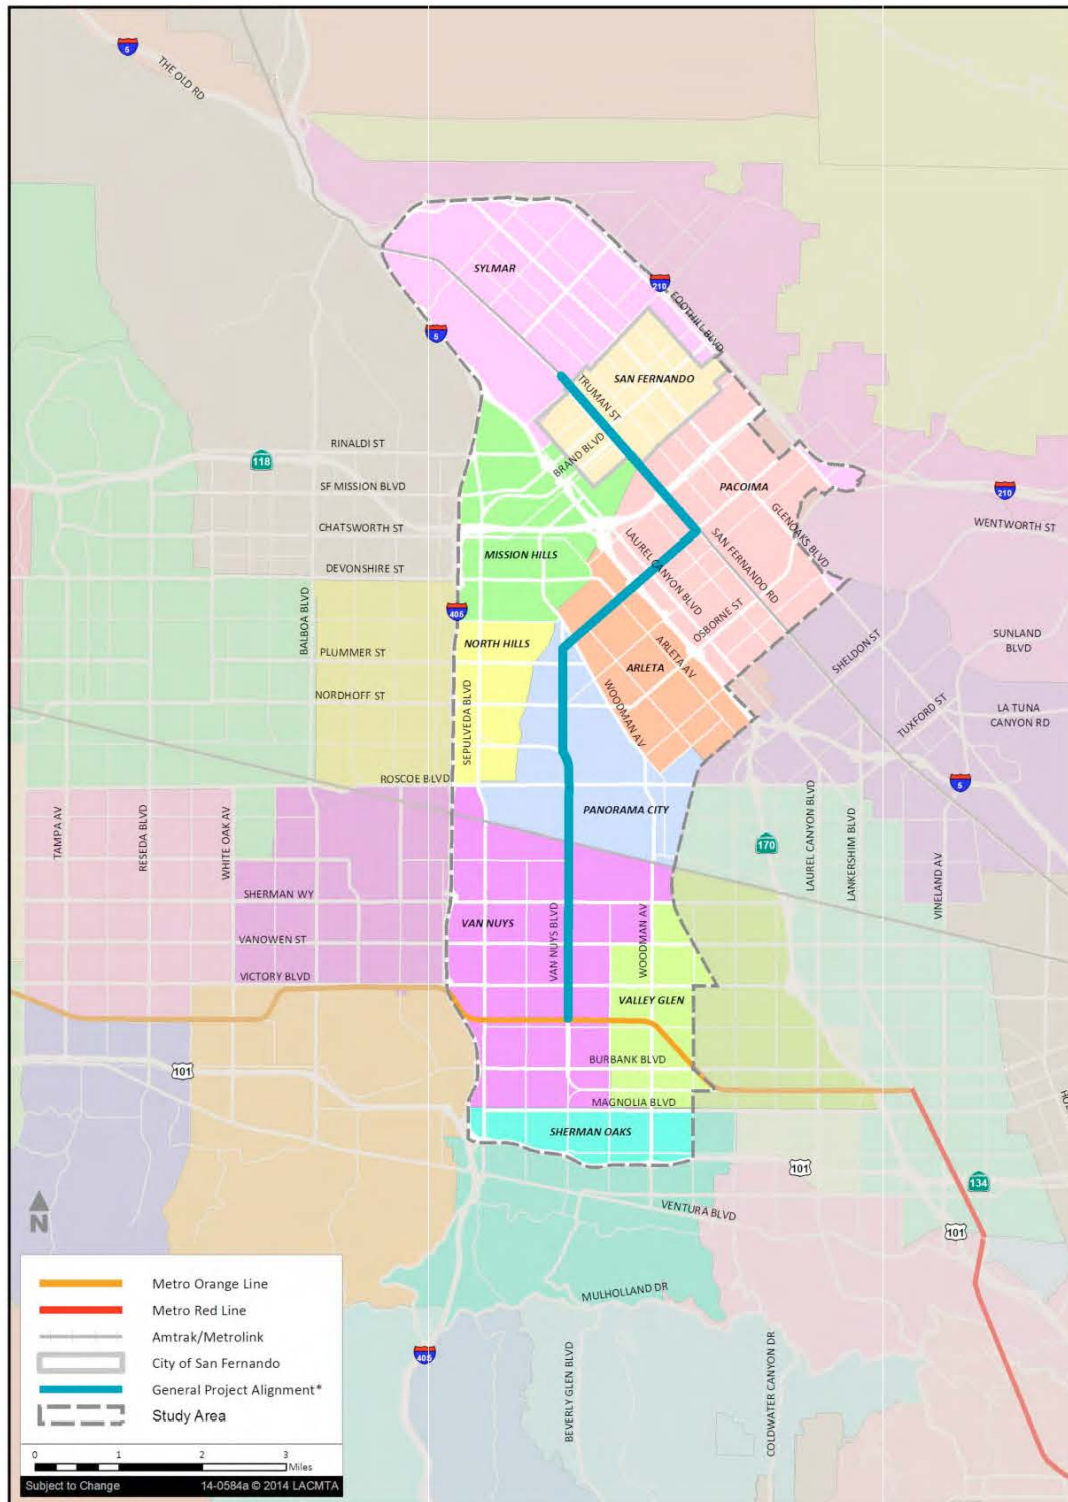 5
THE OLD RD
SYLMAR
210
FOOTHILL BLVD
5
SAN FERNANDO
TRUMAN ST
RINALDI ST
BRAND BLVD
118
SF MISSION BLVD
PACOIMA
210
CHATSWORTH ST
GLENOAKS BLVD
WENTWORTH ST
MISSION HILLS
LAUREL CANYON BLVD
SAN FERNANDO RD
DEVONSHIRE ST
BALBOA BLVD
405
OSBORNE ST
NORTH HILLS
PLUMMER ST
ARLETA
ARLETA AV
SHELDON ST
SUNLAND
BLVD
NORDHOFF ST
SEPULVEDA BLVD
WOODMAN AV
TUXFORD ST
LA TUNA
CANYON RD
ROSCOE BLVD
5
TAMPA AV
RESEDA BLVD
WHITE OAK AV
PANORAMA CITY
170
LAUREL CANYON BLVD
LANKERSHIM BLVD
VINELAND AV
SHERMAN WY
VAN NUYS
VAN NUYS BLVD
WOODMAN AV
VANOWEN ST
VICTORY BLVD
VALLEY GLEN
101
BURBANK BLVD
MAGNOLIA BLVD
SHERMAN OAKS
101
134
VENTURA BLVD
101
N
MULHOLLAND DR
405
BEVERLY GLEN BLVD
COLDWATER CANYON DR
Metro Orange Line
Metro Red Line
Amtrak/Metrolink
City of San Fernando
General Project Alignment*
Study Area
0 1 2 3
Miles
Subject to Change 14-0584a © 2014 LACMTA